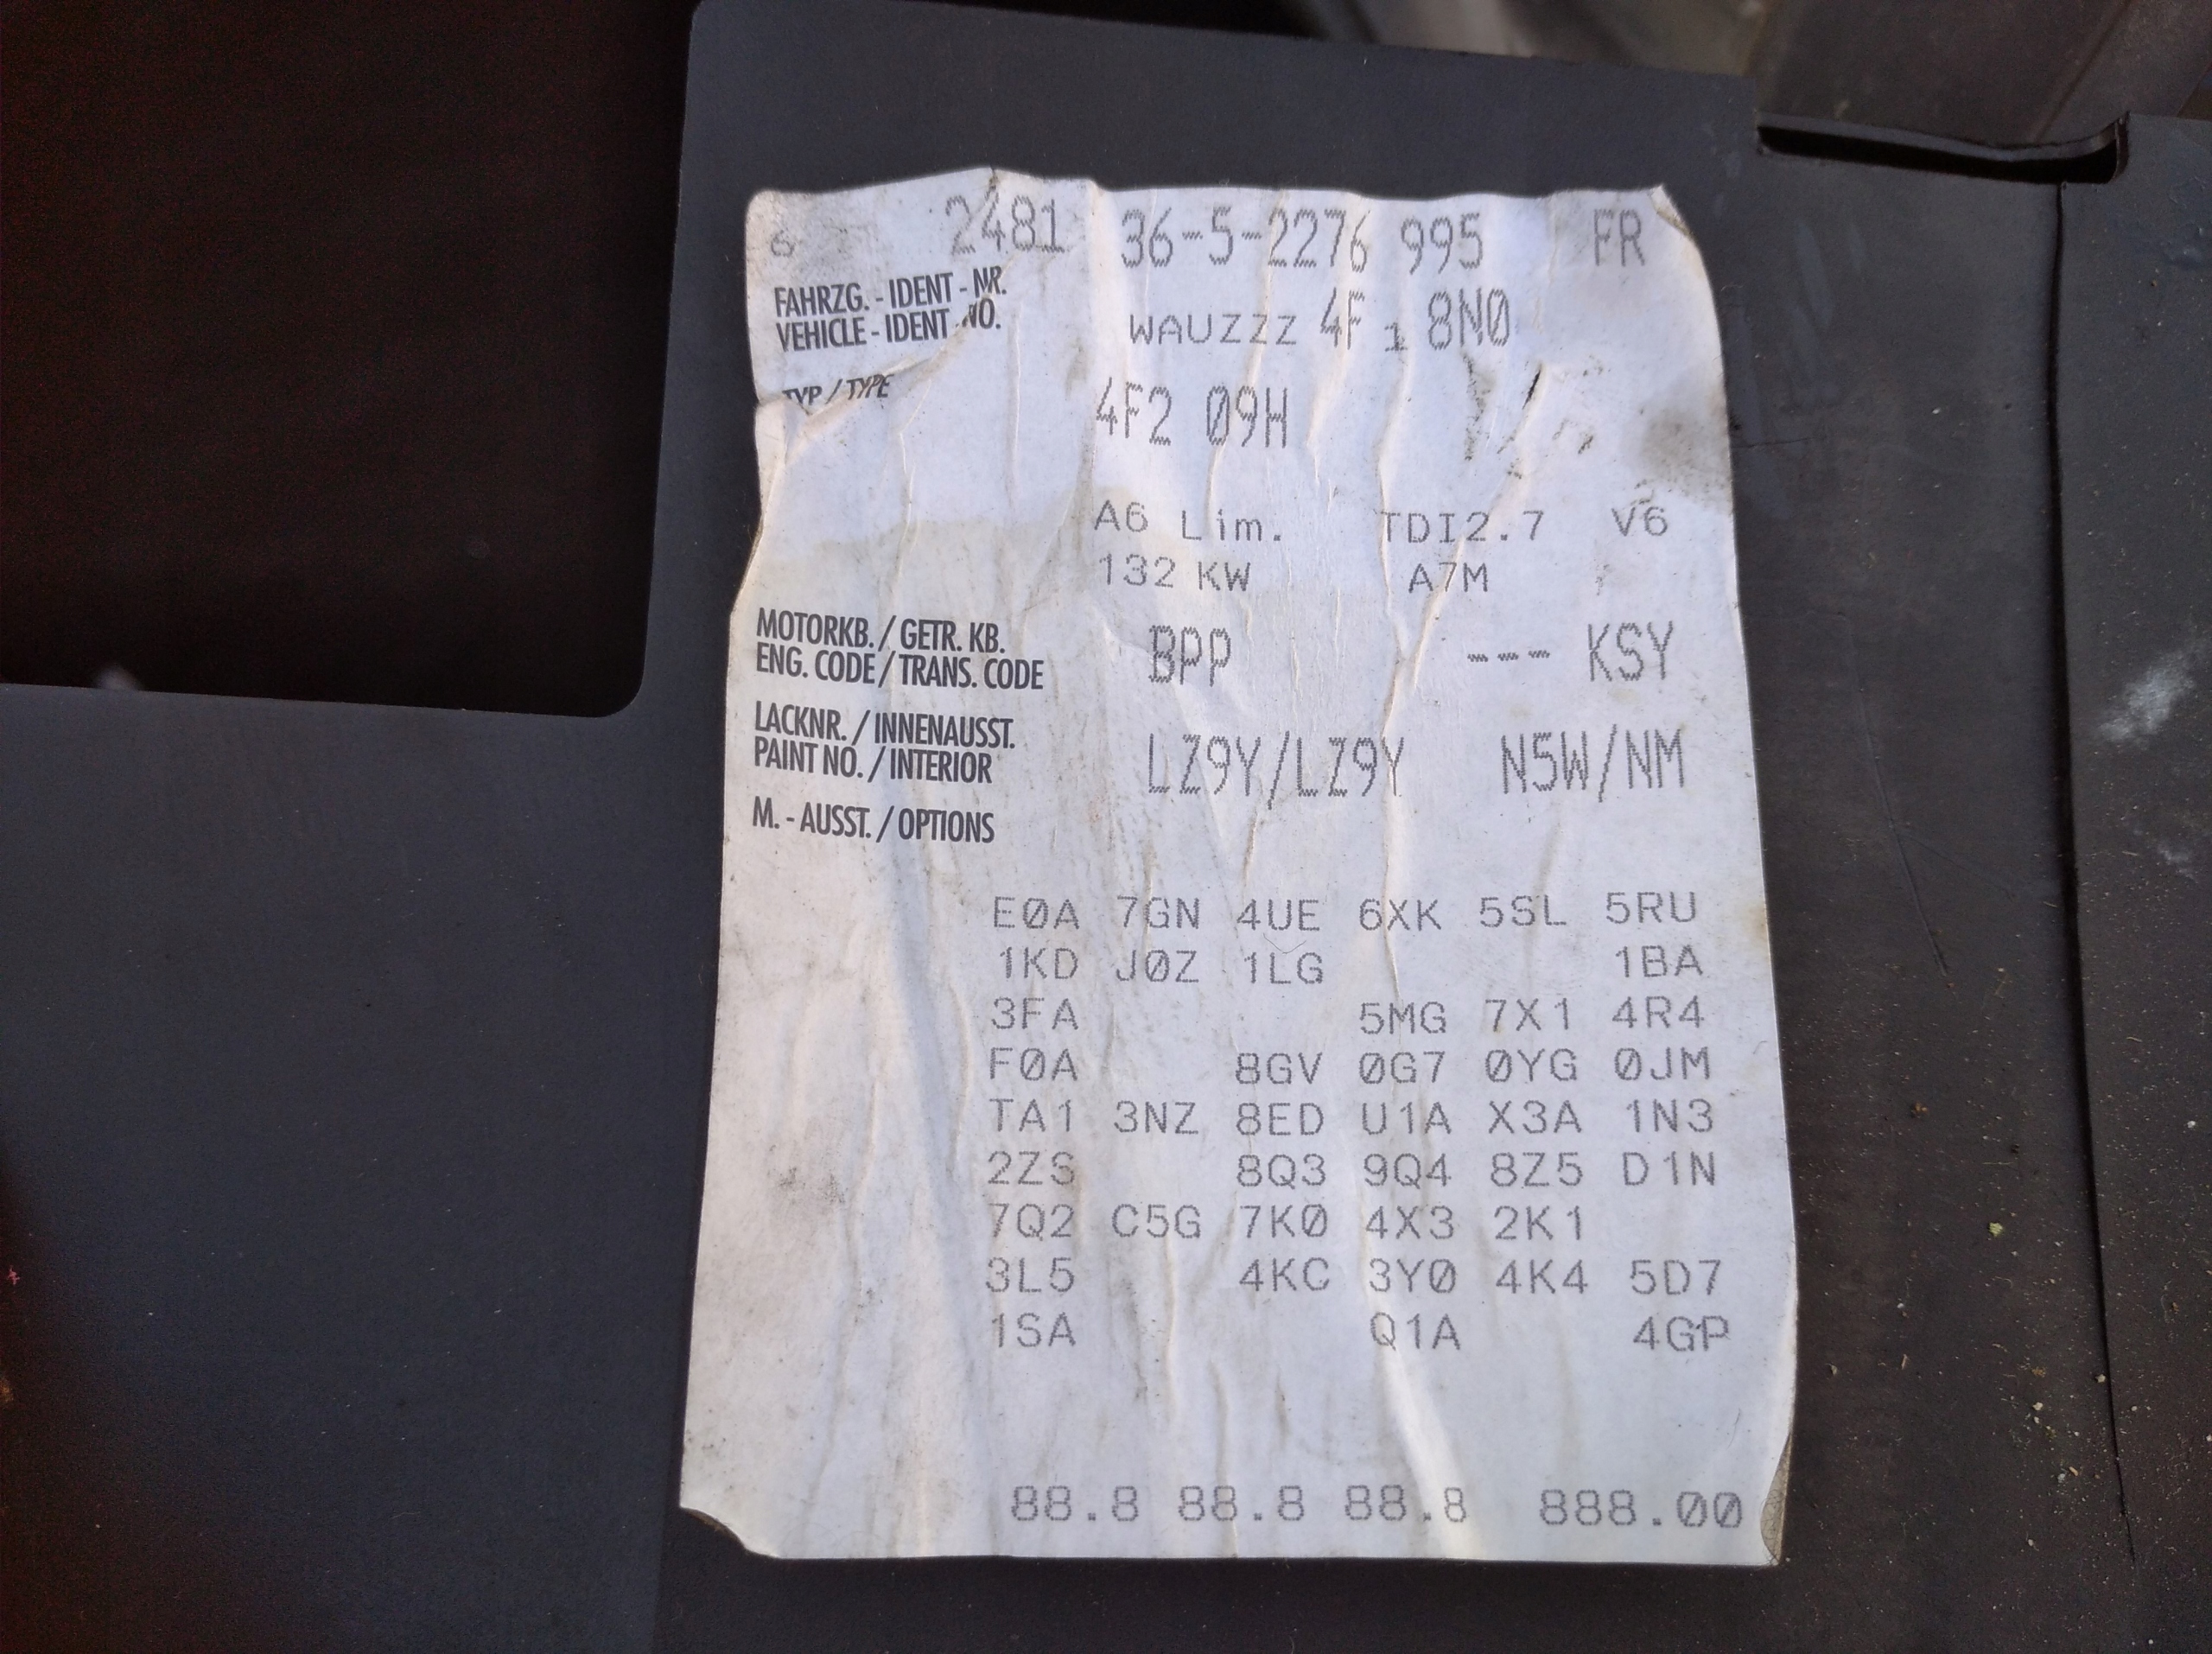 6 2481 36-5-2276 995 FR
FAHRZG. - IDENT - NR.
VEHICLE - IDENT - NO. WAUZZZ 4F 1 8N0
TYP / TYPE 4F2 09H
A6 Lim. TDI2.7 V6
132 KW A7M
MOTORKB. / GETR. KB.
ENG. CODE / TRANS. CODE BPP --- KSY
LACKNR. / INNENAUSST.
PAINT NO. / INTERIOR LZ9Y/LZ9Y N5W/NM
M. - AUSST. / OPTIONS
E0A 7GN 4UE 6XK 5SL 5RU
1KD J0Z 1LG 1BA
3FA 5MG 7X1 4R4
F0A 8GV 0G7 0YG 0JM
TA1 3NZ 8ED U1A X3A 1N3
2ZS 8Q3 9Q4 8Z5 D1N
7Q2 C5G 7K0 4X3 2K1
3L5 4KC 3Y0 4K4 5D7
1SA Q1A 4GP
88.8 88.8 88.8 888.00